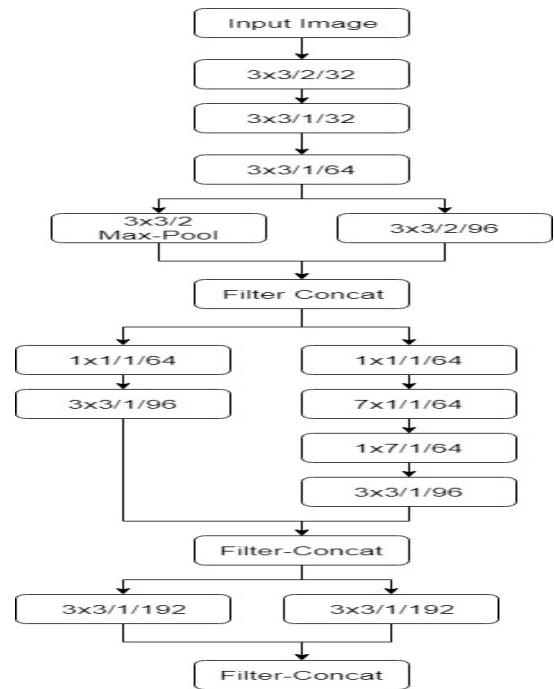 Input Image
3x3/2/32
3x3/1/32
3x3/1/64
3x3/2
Max-Pool
3x3/2/96
Filter Concat
1x1/1/64
1x1/1/64
3x3/1/96
7x1/1/64
1x7/1/64
3x3/1/96
Filter-Concat
3x3/1/192
3x3/1/192
Filter-Concat